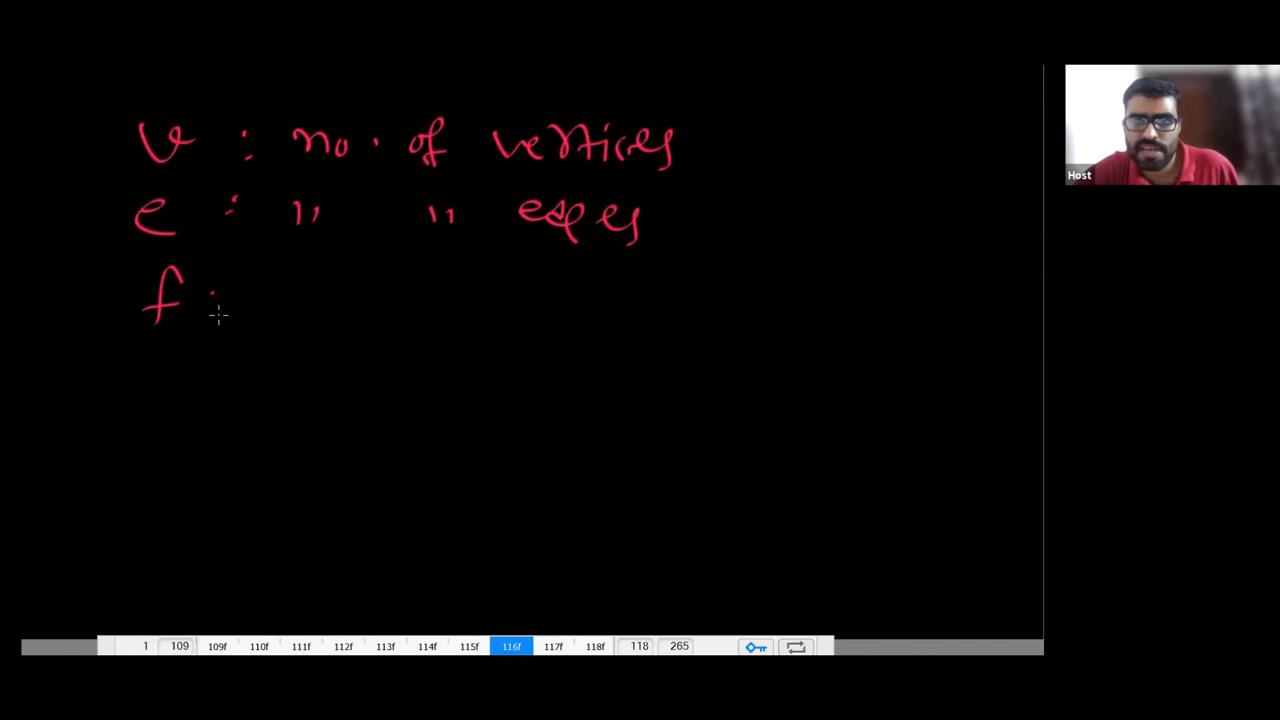 v : no. of vertices
e : " " edges
f :
Host
1 109 109f 110f 111f 112f 113f 114f 115f 116f 117f 118f 118 265